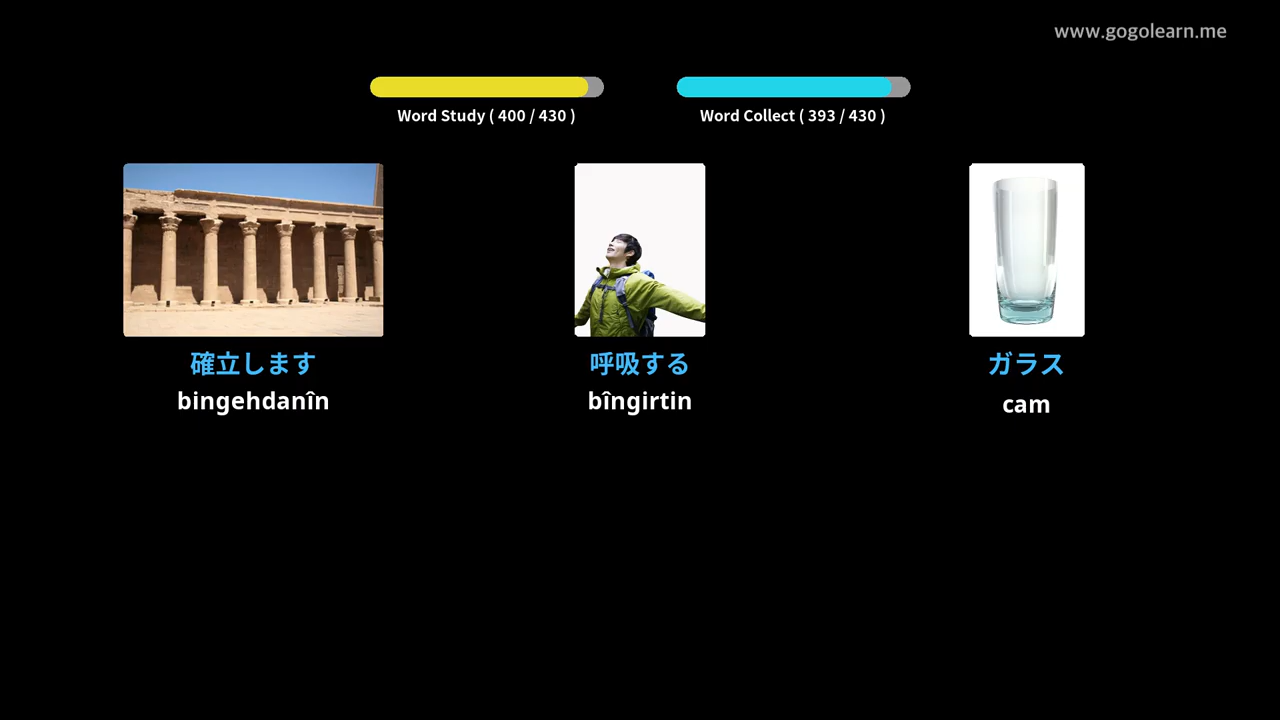 www.gogolearn.me
Word Study ( 400 / 430 )
Word Collect ( 393 / 430 )
確立します
bingehdanîn
呼吸する
bîngirtin
ガラス
cam